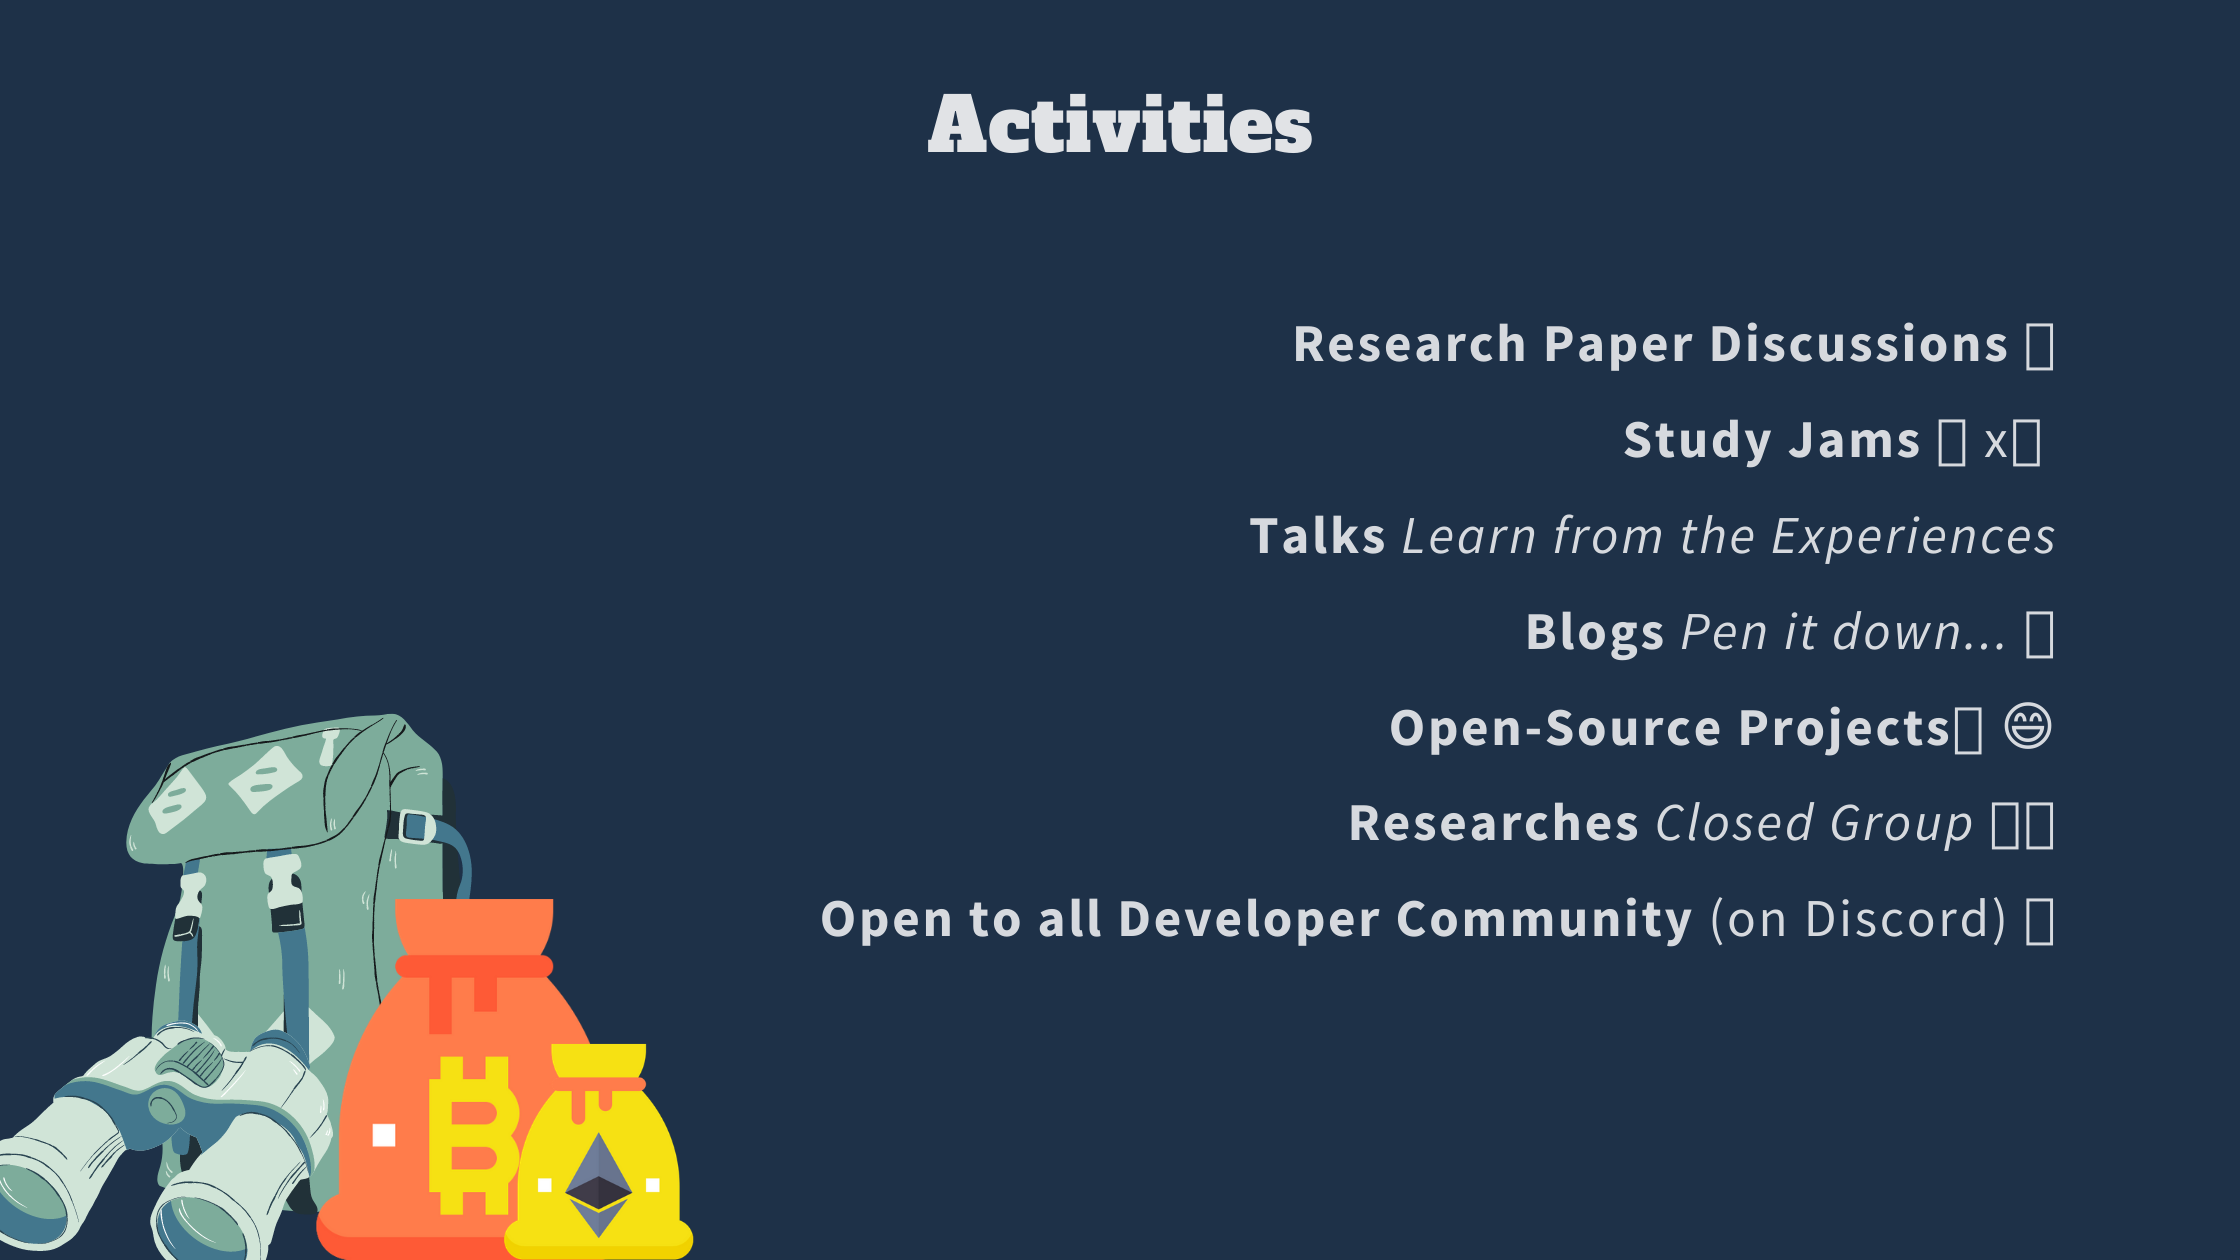 Activities
Research Paper Discussions 
Study Jams x
Talks Learn from the Experiences
Blogs Pen it down...
Open-Source Projects 😄
Researches Closed Group
Open to all Developer Community (on Discord)